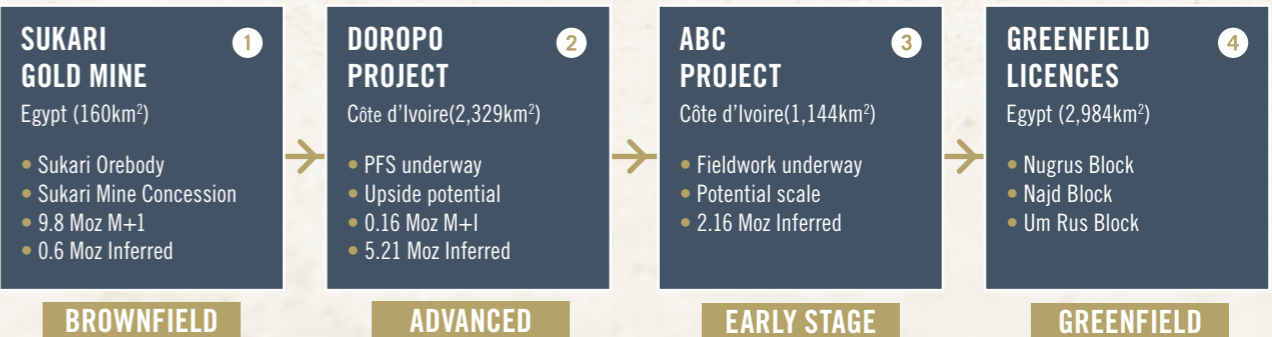 SUKARI
GOLD MINE
1
Egypt (160km²)
• Sukari Orebody
• Sukari Mine Concession
• 9.8 Moz M+1
• 0.6 Moz Inferred
BROWNFIELD
DOROPO
PROJECT
2
Côte d'Ivoire(2,329km²)
• PFS underway
• Upside potential
• 0.16 Moz M+I
• 5.21 Moz Inferred
ADVANCED
ABC
PROJECT
3
Côte d'Ivoire(1,144km²)
• Fieldwork underway
• Potential scale
• 2.16 Moz Inferred
EARLY STAGE
GREENFIELD
LICENCES
4
Egypt (2,984km²)
• Nugrus Block
• Najd Block
• Um Rus Block
GREENFIELD